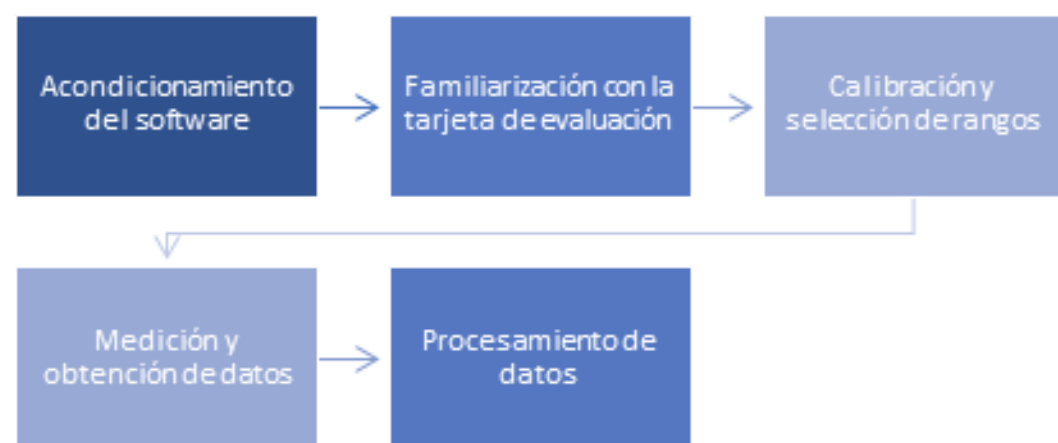 Acondicionamiento
del software
Familiarización con la
tarjeta de evaluación
Calibración y
selección de rangos
Medición y
obtención de datos
Procesamiento de
datos